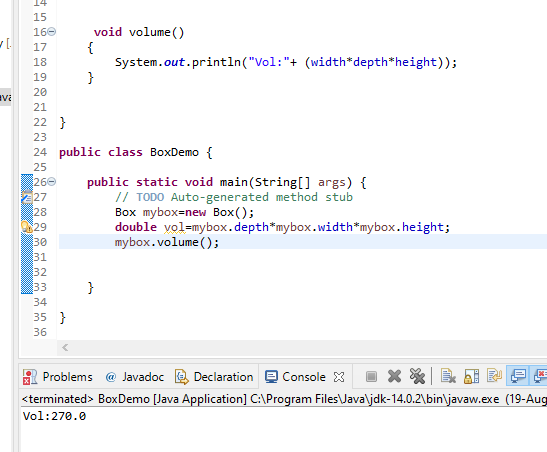 14
15
16 void volume()
17 {
18 System.out.println("Vol:"+ (width*depth*height));
19 }
20
21
22 }
23
24 public class BoxDemo {
25
26 public static void main(String[] args) {
27 // TODO Auto-generated method stub
28 Box mybox=new Box();
29 double vol=mybox.depth*mybox.width*mybox.height;
30 mybox.volume();
31
32
33 }
34
35 }
36
Problems @ Javadoc Declaration Console
<terminated> BoxDemo [Java Application] C:\Program Files\Java\jdk-14.0.2\bin\javaw.exe (19-Aug
Vol:270.0